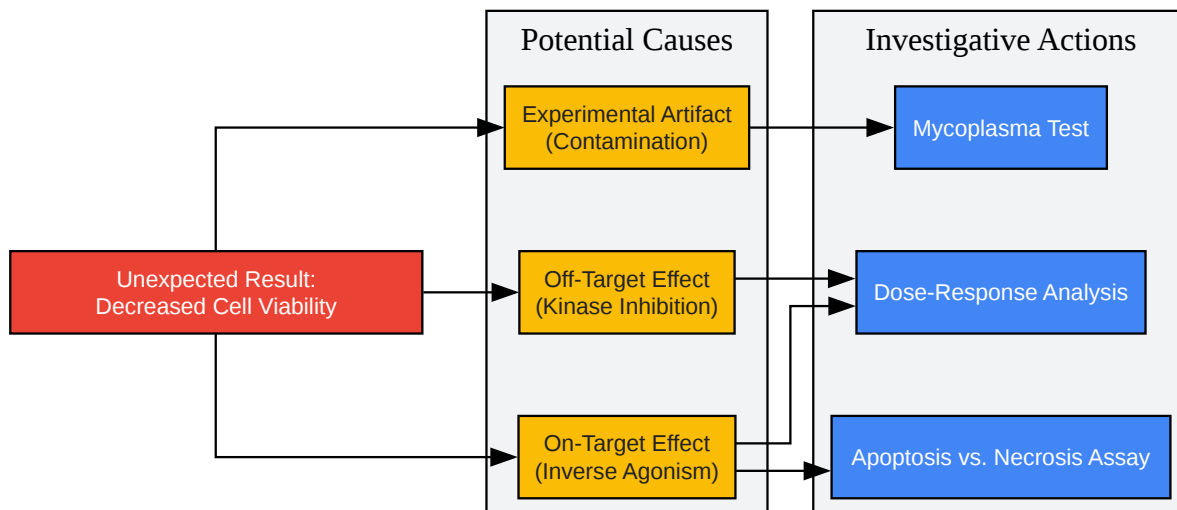 Potential Causes
Investigative Actions
Experimental Artifact
(Contamination)
Mycoplasma Test
Unexpected Result:
Decreased Cell Viability
Off-Target Effect
(Kinase Inhibition)
Dose-Response Analysis
On-Target Effect
(Inverse Agonism)
Apoptosis vs. Necrosis Assay